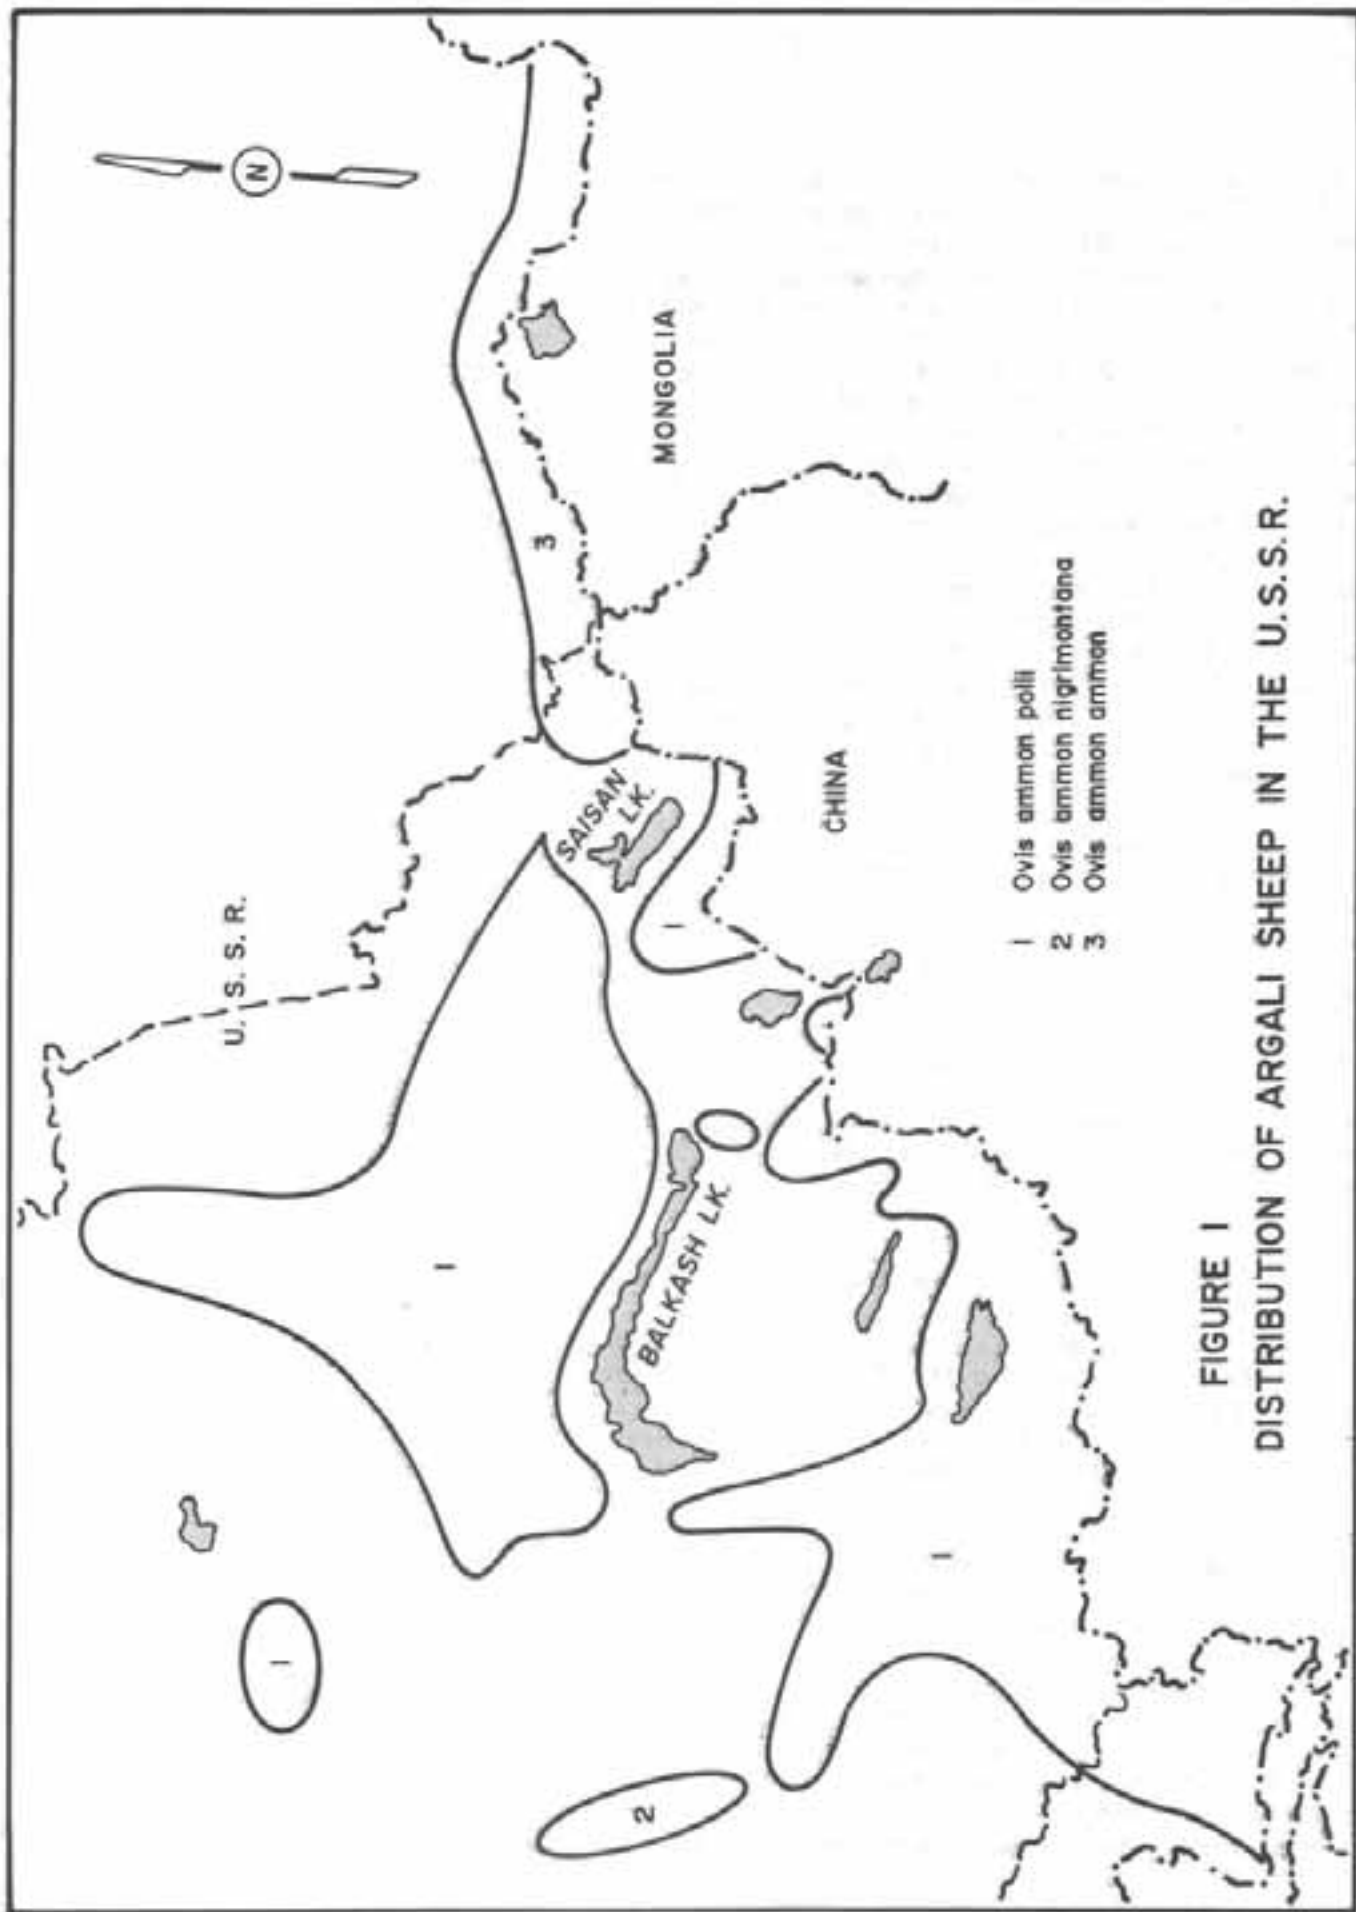 N
U. S. S. R.
1
1
2
3
MONGOLIA
SAISAN
LK.
1
BALKASH LK.
CHINA
1
1 Ovis ammon polii
2 Ovis ammon nigrimontana
3 Ovis ammon ammon
FIGURE 1
DISTRIBUTION OF ARGALI SHEEP IN THE U.S.S.R.